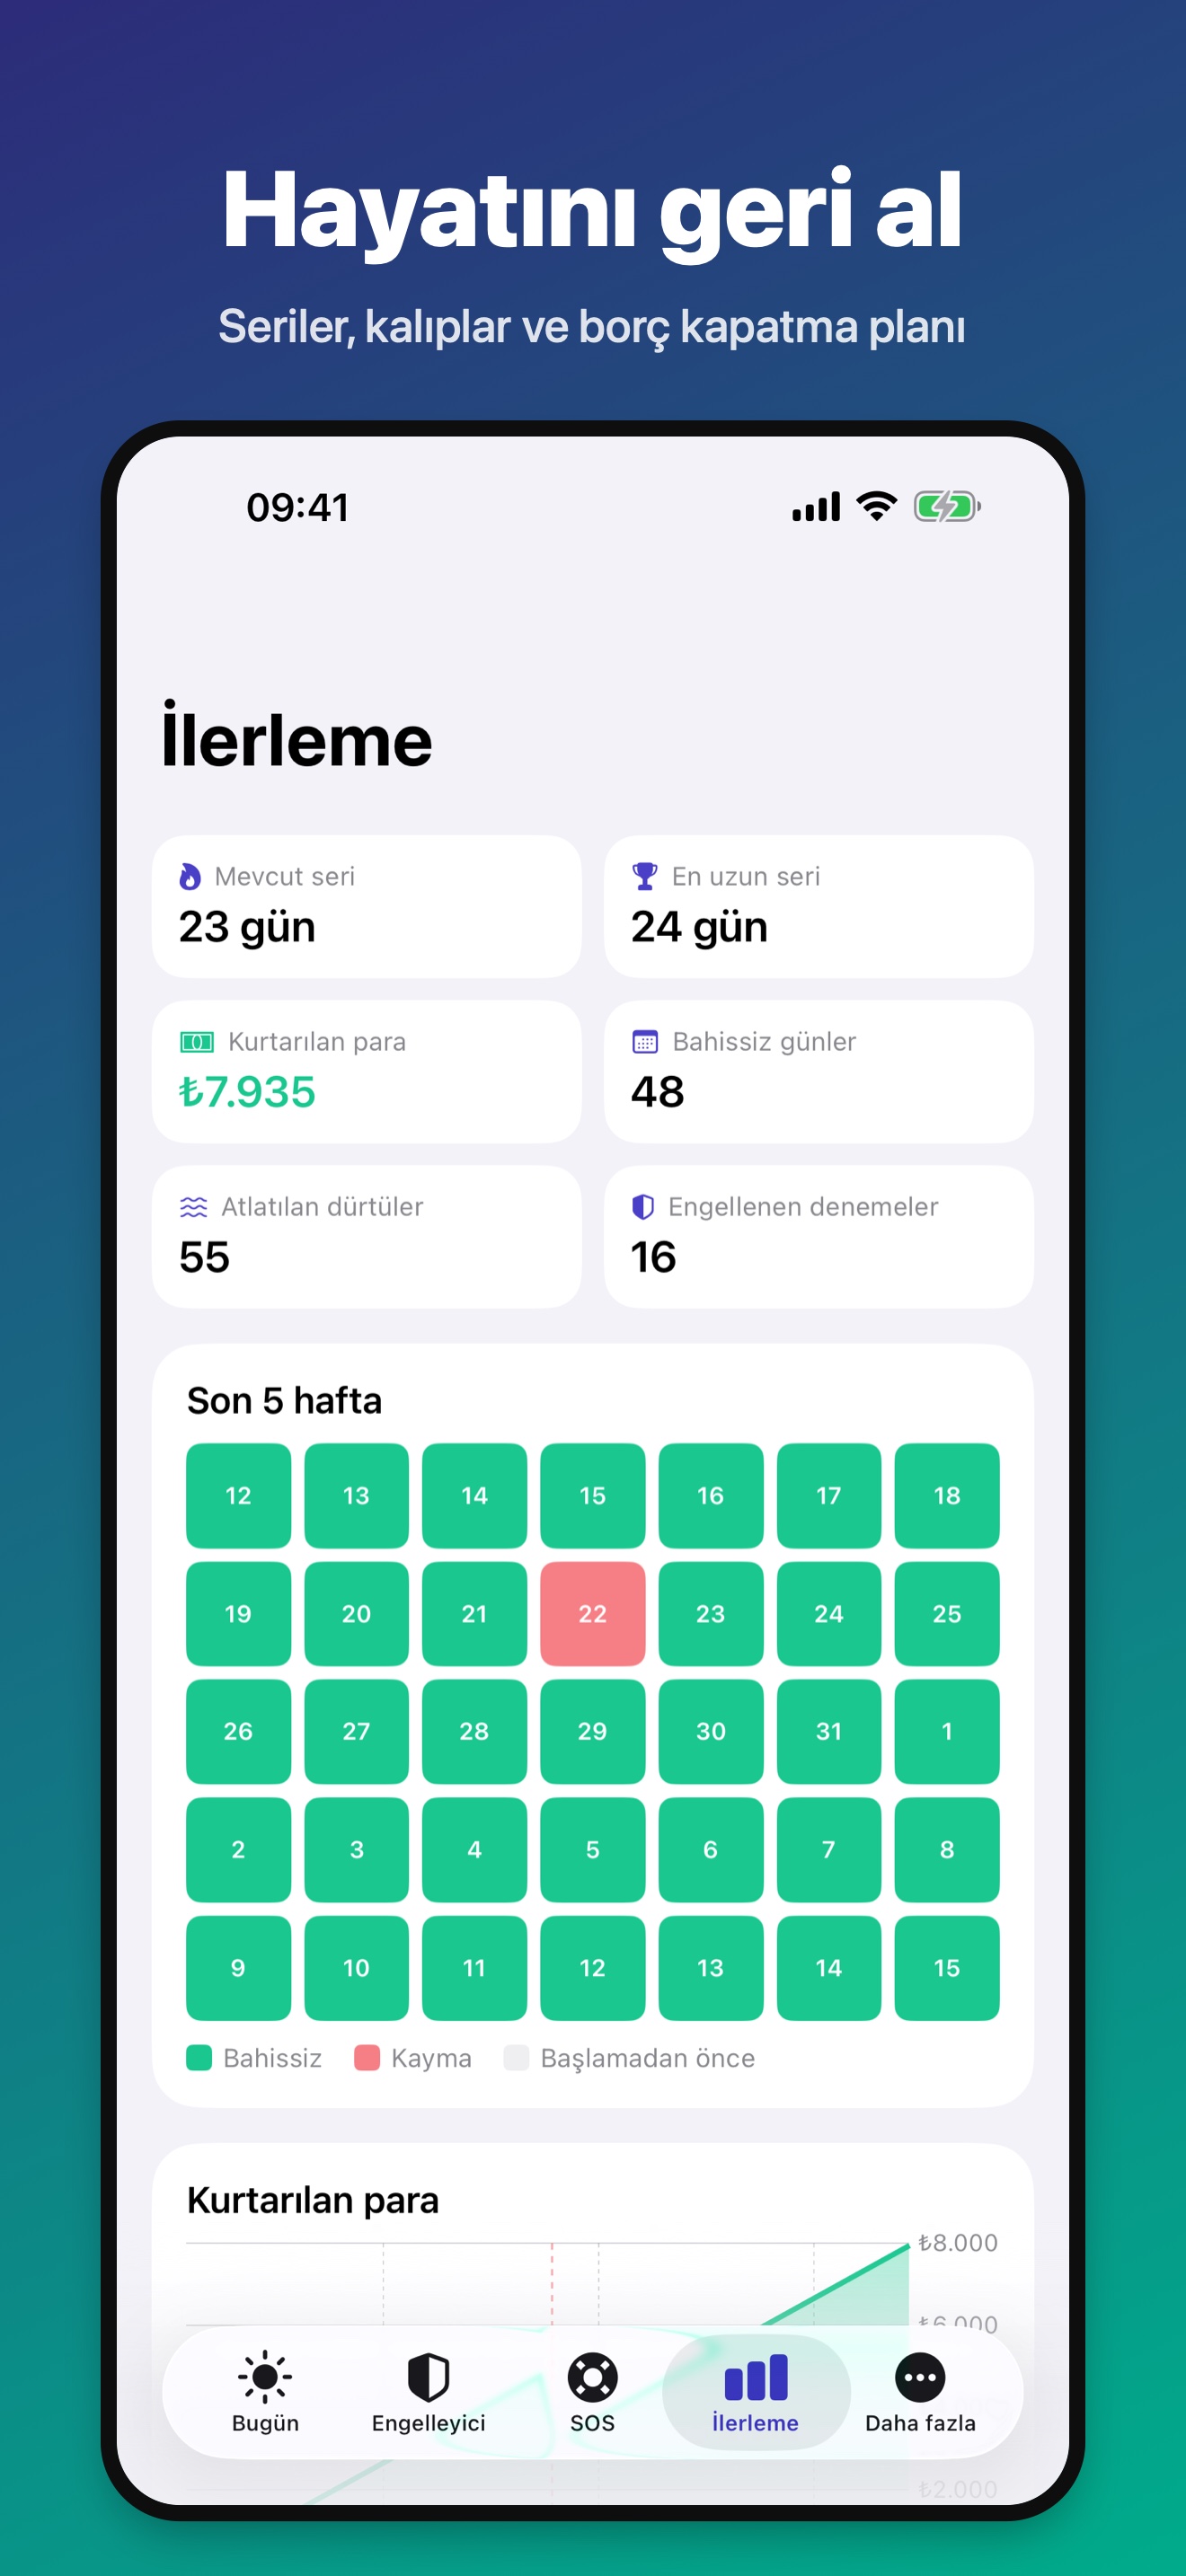 Hayatını geri al
Seriler, kalıplar ve borç kapatma planı
09:41
İlerleme
Mevcut seri
23 gün
En uzun seri
24 gün
Kurtarılan para
₺7.935
Bahissiz günler
48
Atlatılan dürtüler
55
Engellenen denemeler
16
Son 5 hafta
12 13 14 15 16 17 18
19 20 21 22 23 24 25
26 27 28 29 30 31 1
2 3 4 5 6 7 8
9 10 11 12 13 14 15
Bahissiz Kayma Başlamadan önce
Kurtarılan para
₺8.000
₺6.000
Bugün Engelleyici SOS İlerleme Daha fazla
₺2.000